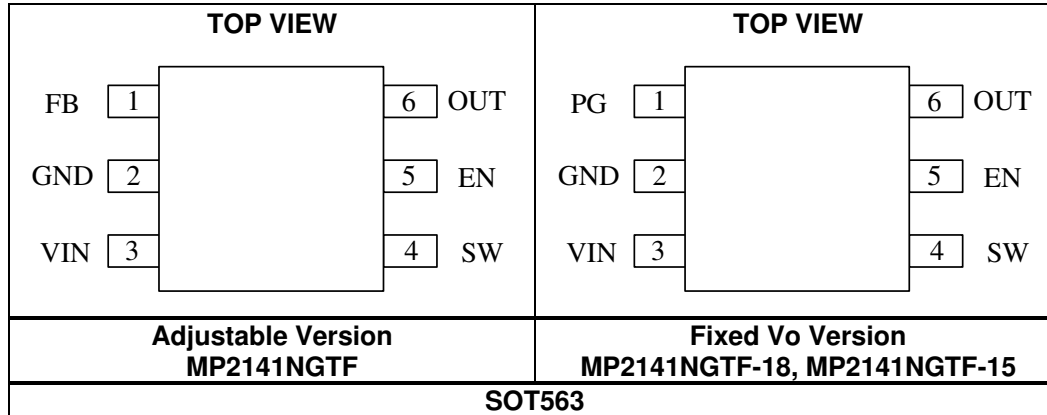 TOP VIEW
FB 1 6 OUT
GND 2 5 EN
VIN 3 4 SW
Adjustable Version
MP2141NGTF
TOP VIEW
PG 1 6 OUT
GND 2 5 EN
VIN 3 4 SW
Fixed Vo Version
MP2141NGTF-18, MP2141NGTF-15
SOT563